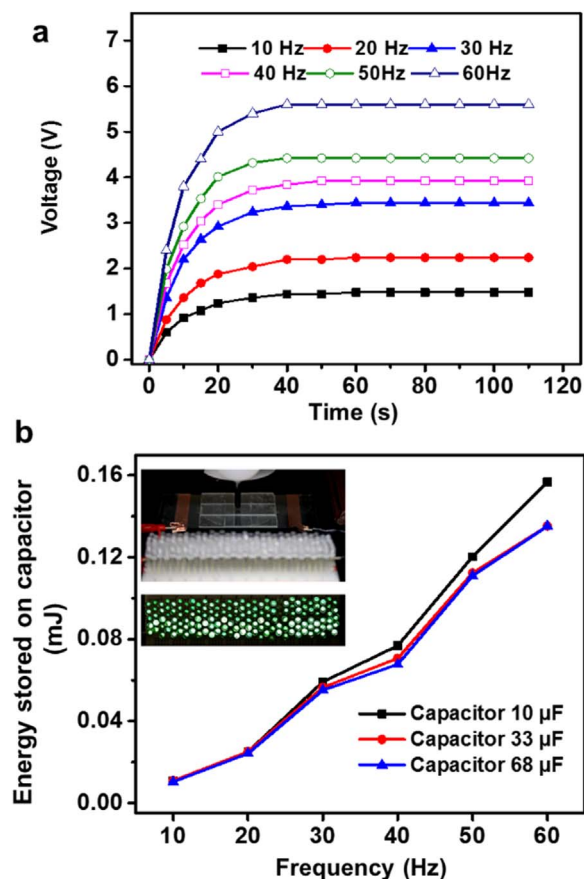 a
10 Hz 20 Hz 30 Hz
40 Hz 50Hz 60Hz
7
6
5
4
3
2
1
0
Voltage (V)
0 20 40 60 80 100 120
Time (s)
b
0.16
0.12
0.08
0.04
0.00
Energy stored on capacitor
(mJ)
Capacitor 10 µF
Capacitor 33 µF
Capacitor 68 µF
10 20 30 40 50 60
Frequency (Hz)